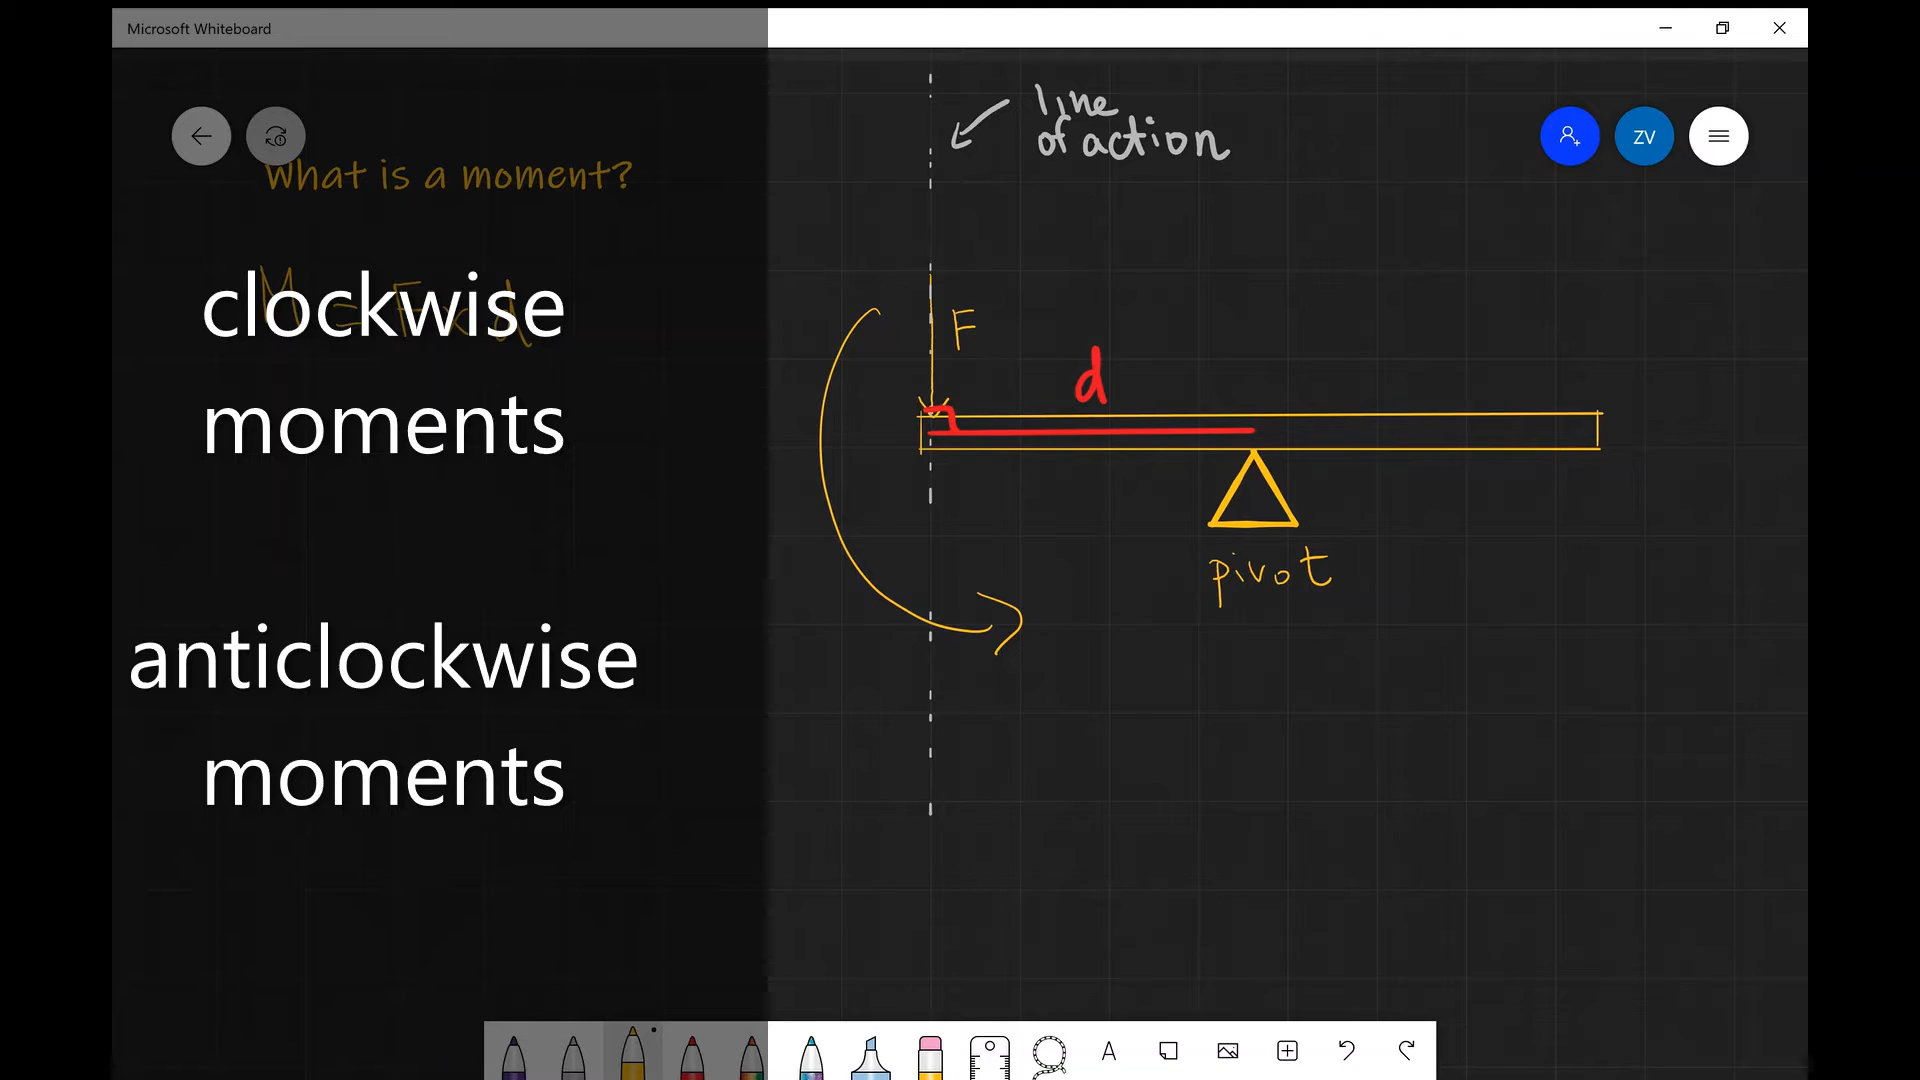 Microsoft Whiteboard
What is a moment?
M = F x d
clockwise
moments
anticlockwise
moments
line
of action
F
d
pivot
ZV
A